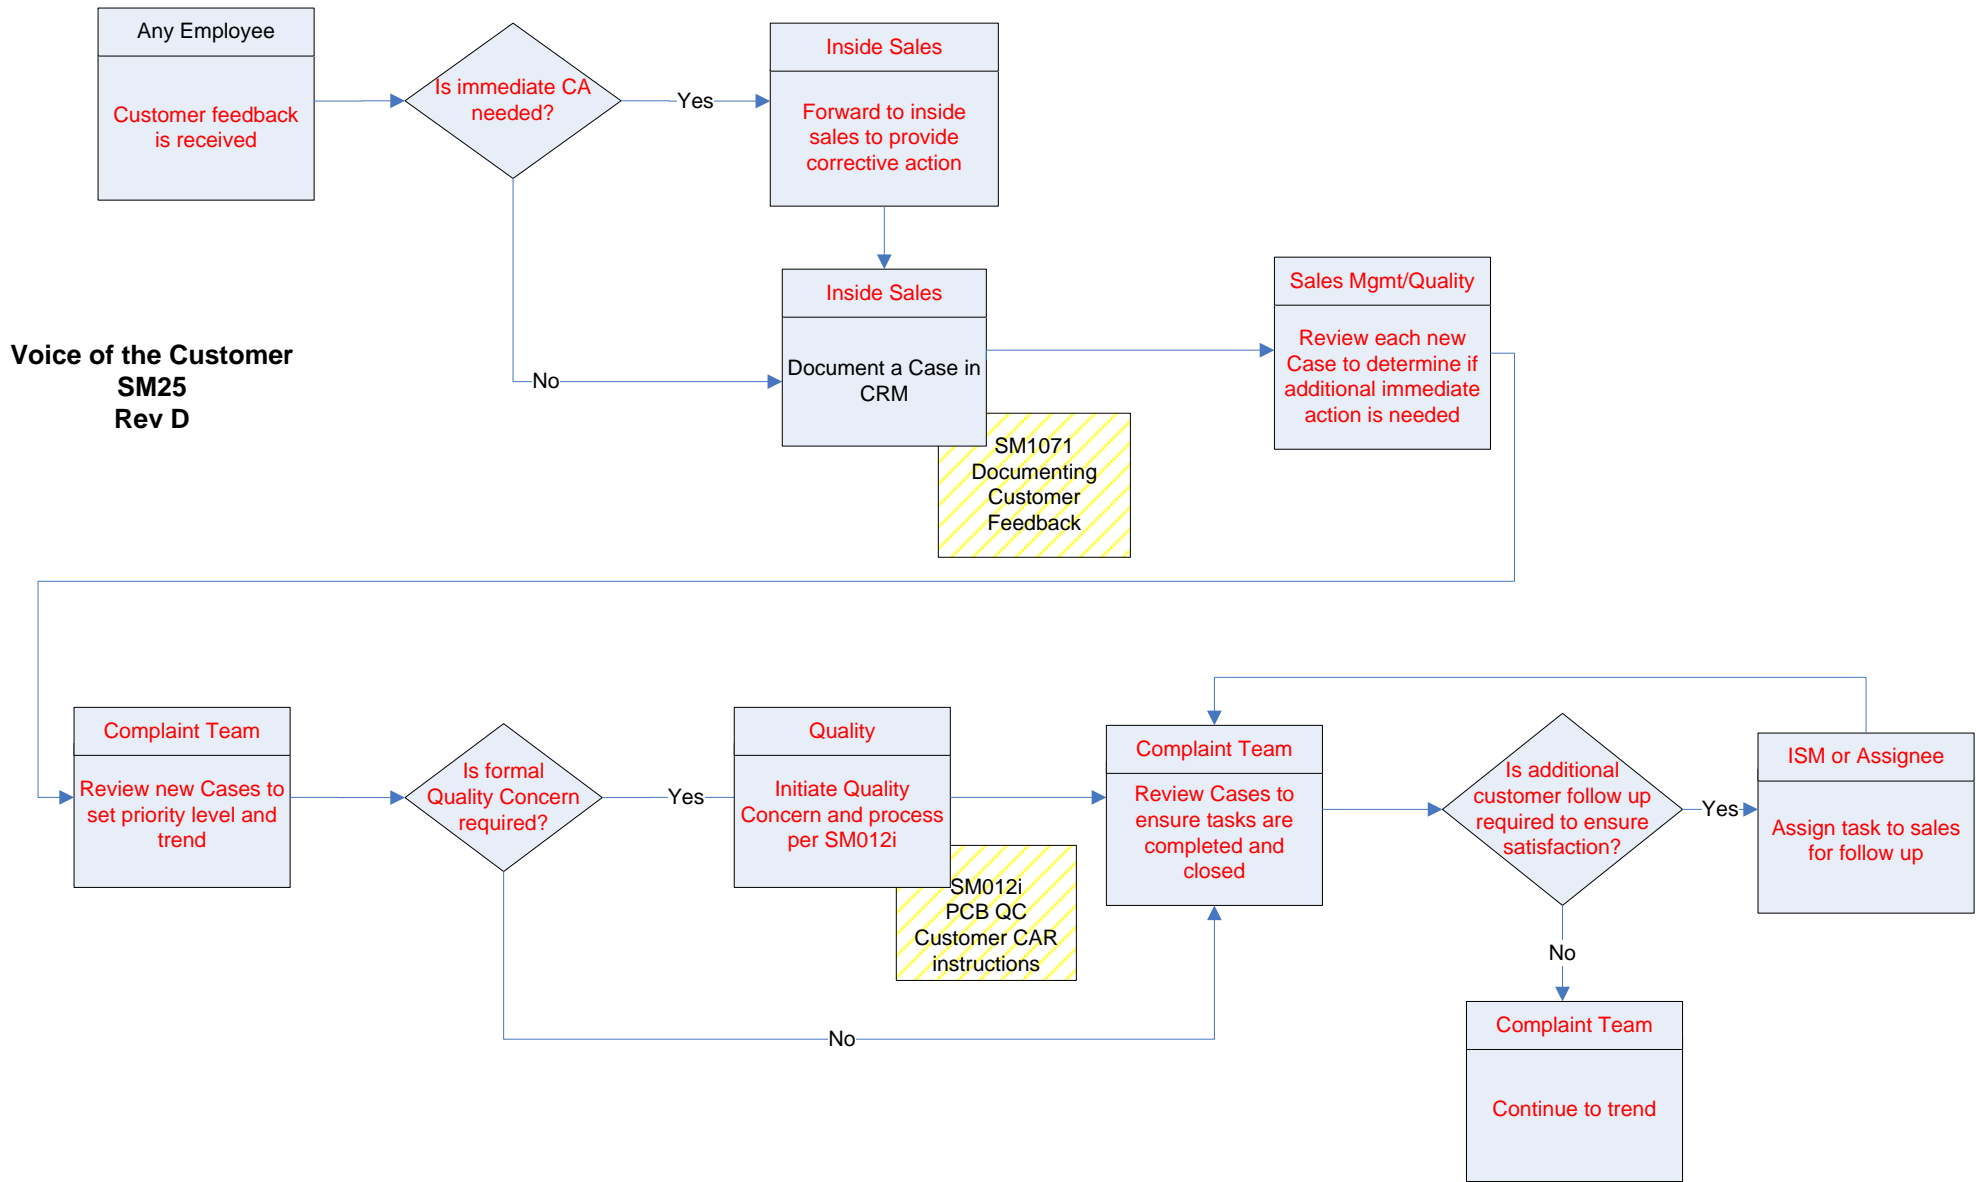 Any Employee
Customer feedback
is received
Is immediate CA
needed?
Yes
Inside Sales
Forward to inside
sales to provide
corrective action
No
Inside Sales
Document a Case in
CRM
SM1071
Documenting
Customer
Feedback
Sales Mgmt/Quality
Review each new
Case to determine if
additional immediate
action is needed
Voice of the Customer
SM25
Rev D
Complaint Team
Review new Cases to
set priority level and
trend
Is formal
Quality Concern
required?
Yes
Quality
Initiate Quality
Concern and process
per SM012i
SM012i
PCB QC
Customer CAR
instructions
No
Complaint Team
Review Cases to
ensure tasks are
completed and
closed
Is additional
customer follow up
required to ensure
satisfaction?
Yes
ISM or Assignee
Assign task to sales
for follow up
No
Complaint Team
Continue to trend